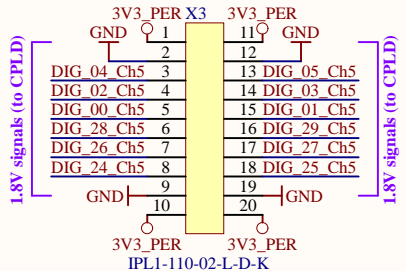 3V3_PER X3 3V3_PER
GND 1 11 GND
2 12
DIG_04_Ch5 3 13 DIG_05_Ch5
DIG_02_Ch5 4 14 DIG_03_Ch5
DIG_00_Ch5 5 15 DIG_01_Ch5
DIG_28_Ch5 6 16 DIG_29_Ch5
DIG_26_Ch5 7 17 DIG_27_Ch5
DIG_24_Ch5 8 18 DIG_25_Ch5
GND 9 19 GND
10 20
3V3_PER 3V3_PER
IPL1-110-02-L-D-K
1.8V signals (to CPLD)
1.8V signals (to CPLD)